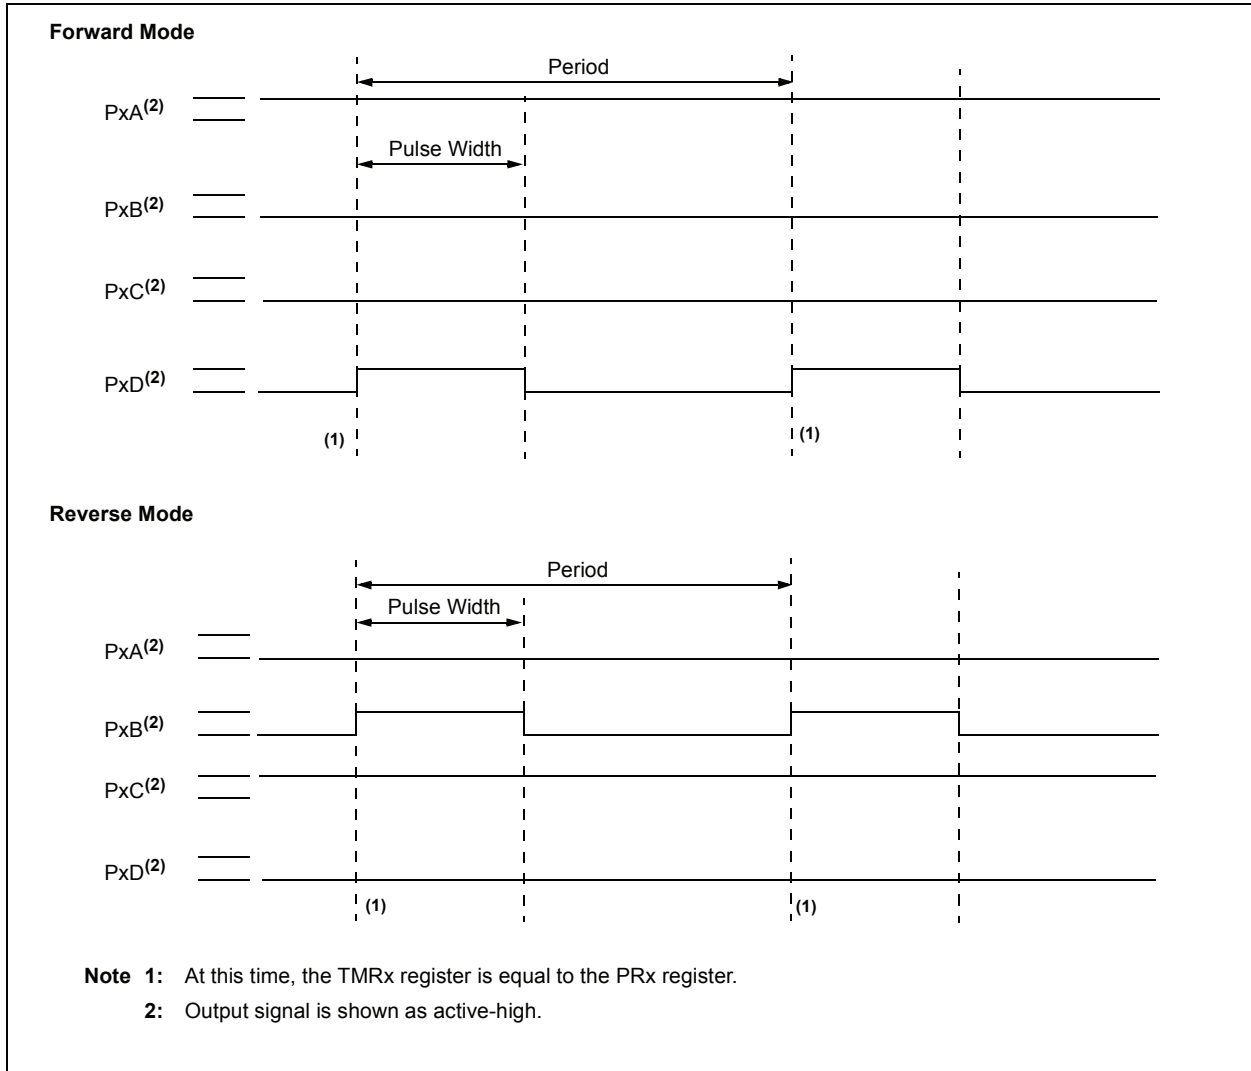 Forward Mode
Period
PxA(2)
Pulse Width
PxB(2)
PxC(2)
PxD(2)
(1) (1)
Reverse Mode
Period
Pulse Width
PxA(2)
PxB(2)
PxC(2)
PxD(2)
(1) (1)
Note 1: At this time, the TMRx register is equal to the PRx register.
2: Output signal is shown as active-high.